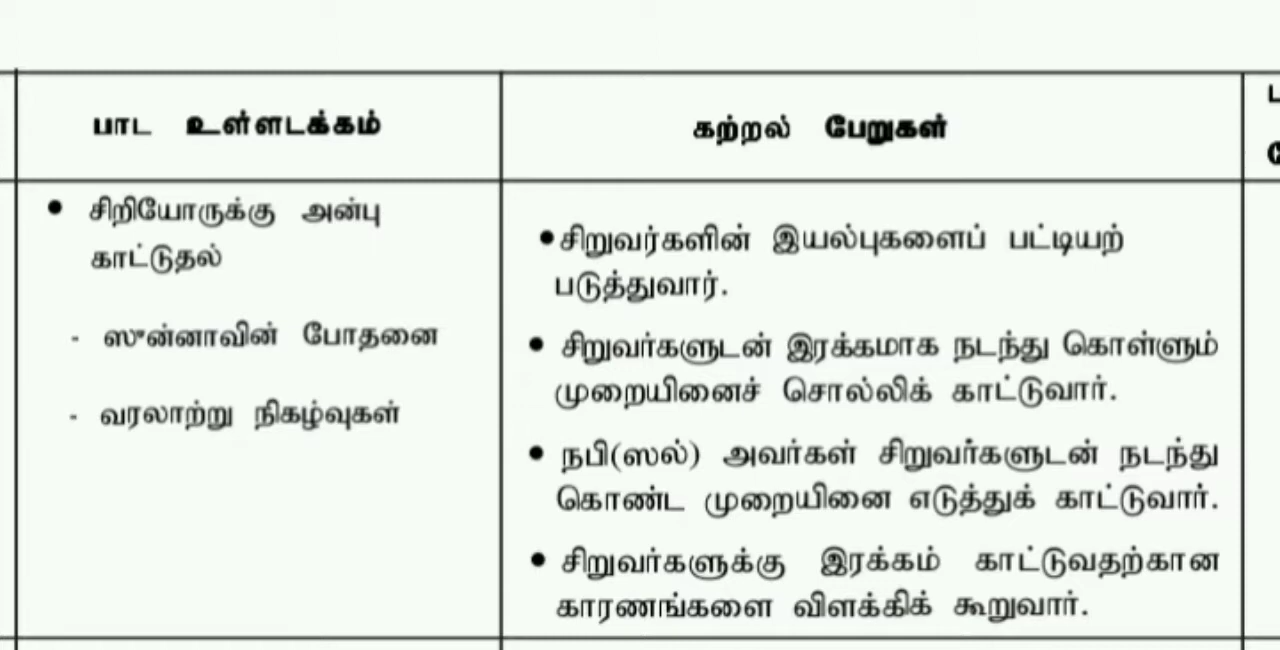 பாட உள்ளடக்கம்
கற்றல் பேறுகள்
சிறியோருக்கு அன்பு
காட்டுதல்
- ஸுன்னாவின் போதனை
- வரலாற்று நிகழ்வுகள்
•சிறுவர்களின் இயல்புகளைப் பட்டியற்
படுத்துவார்.
• சிறுவர்களுடன் இரக்கமாக நடந்து கொள்ளும்
முறையினைச் சொல்லிக் காட்டுவார்.
• நபி(ஸல்) அவர்கள் சிறுவர்களுடன் நடந்து
கொண்ட முறையினை எடுத்துக் காட்டுவார்.
• சிறுவர்களுக்கு இரக்கம் காட்டுவதற்கான
காரணங்களை விளக்கிக் கூறுவார்.